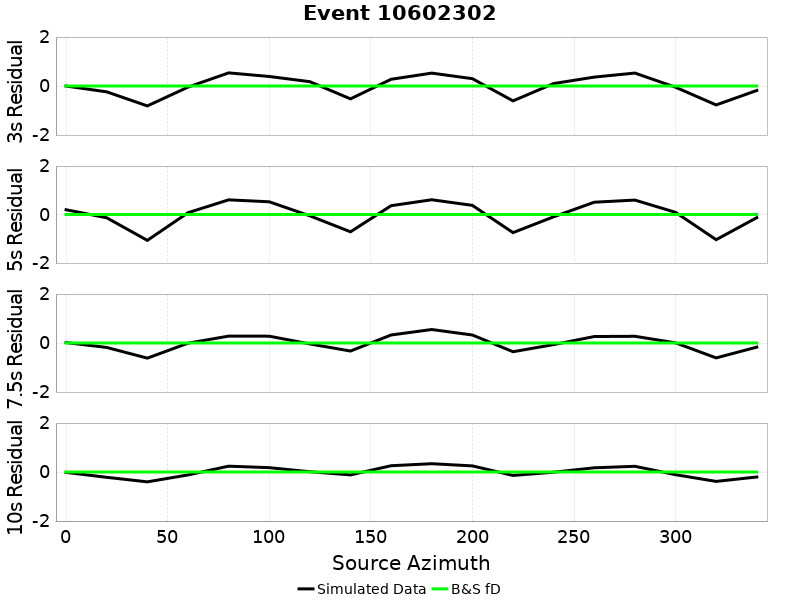 Event 10602302
3s Residual
2
0
-2
5s Residual
2
0
-2
7.5s Residual
2
0
-2
10s Residual
2
0
-2
0 50 100 150 200 250 300
Source Azimuth
Simulated Data B&S fD